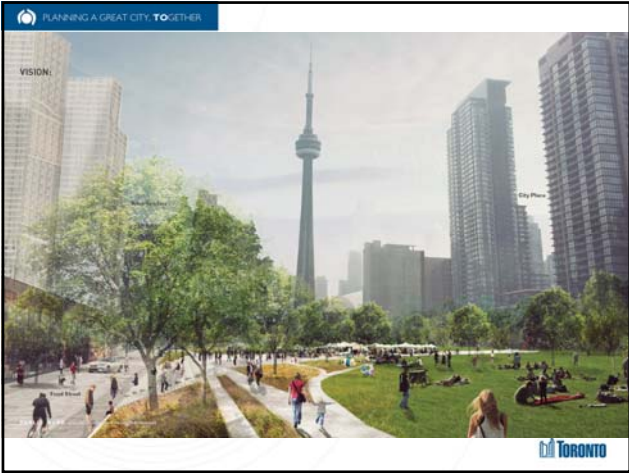 PLANNING A GREAT CITY, TOGETHER
VISION:
City Place
Front Street
TORONTO